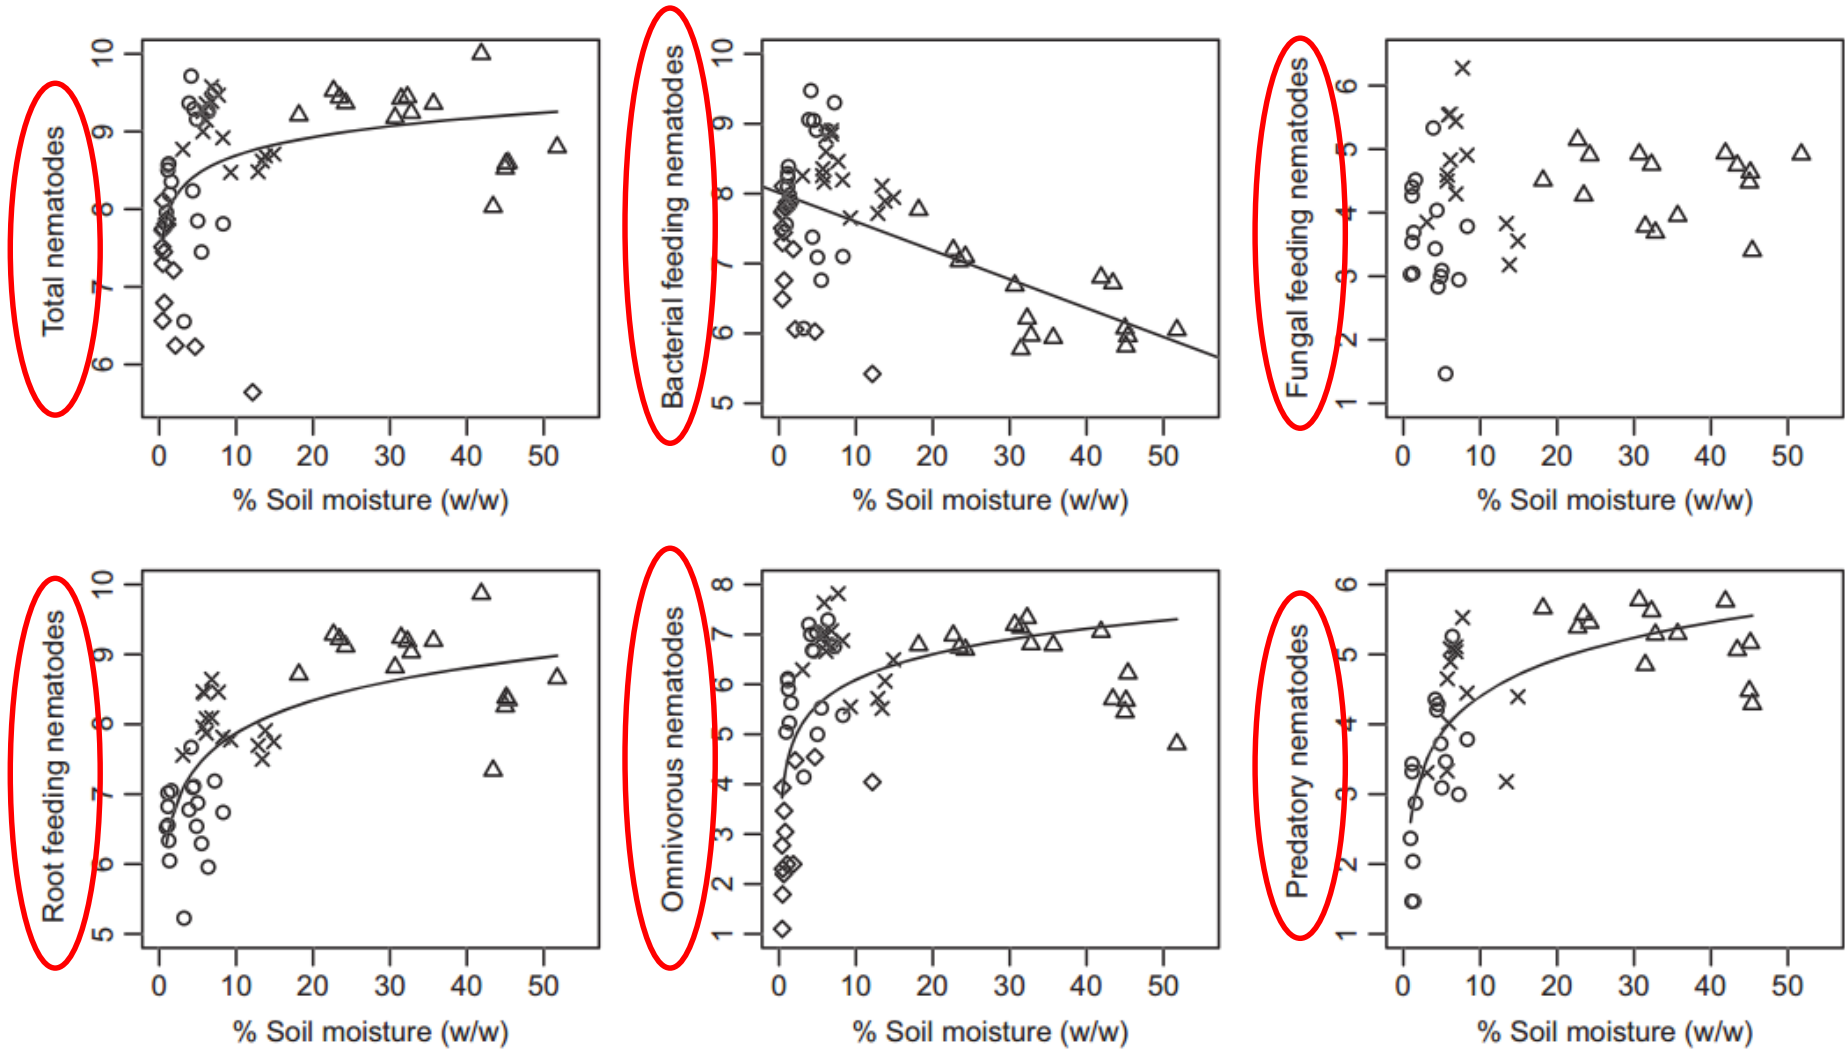 Total nematodes
10
9
8
7
6
0 10 20 30 40 50
% Soil moisture (w/w)
Bacterial feeding nematodes
10
9
8
7
6
5
0 10 20 30 40 50
% Soil moisture (w/w)
Fungal feeding nematodes
6
5
4
3
2
1
0 10 20 30 40 50
% Soil moisture (w/w)
Root feeding nematodes
10
9
8
7
6
5
0 10 20 30 40 50
% Soil moisture (w/w)
Omnivorous nematodes
8
7
6
5
4
3
2
1
0 10 20 30 40 50
% Soil moisture (w/w)
Predatory nematodes
6
5
4
3
2
1
0 10 20 30 40 50
% Soil moisture (w/w)